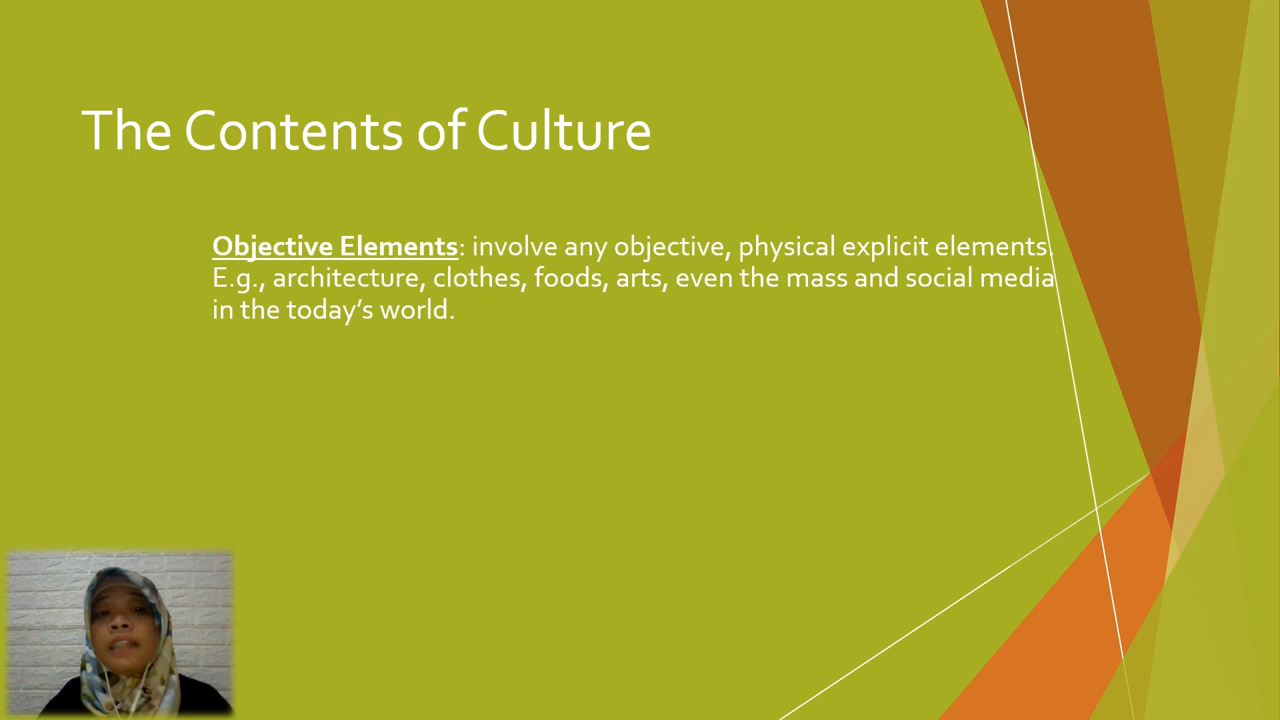 The Contents of Culture
Objective Elements: involve any objective, physical explicit elements.
E.g., architecture, clothes, foods, arts, even the mass and social media
in the today’s world.